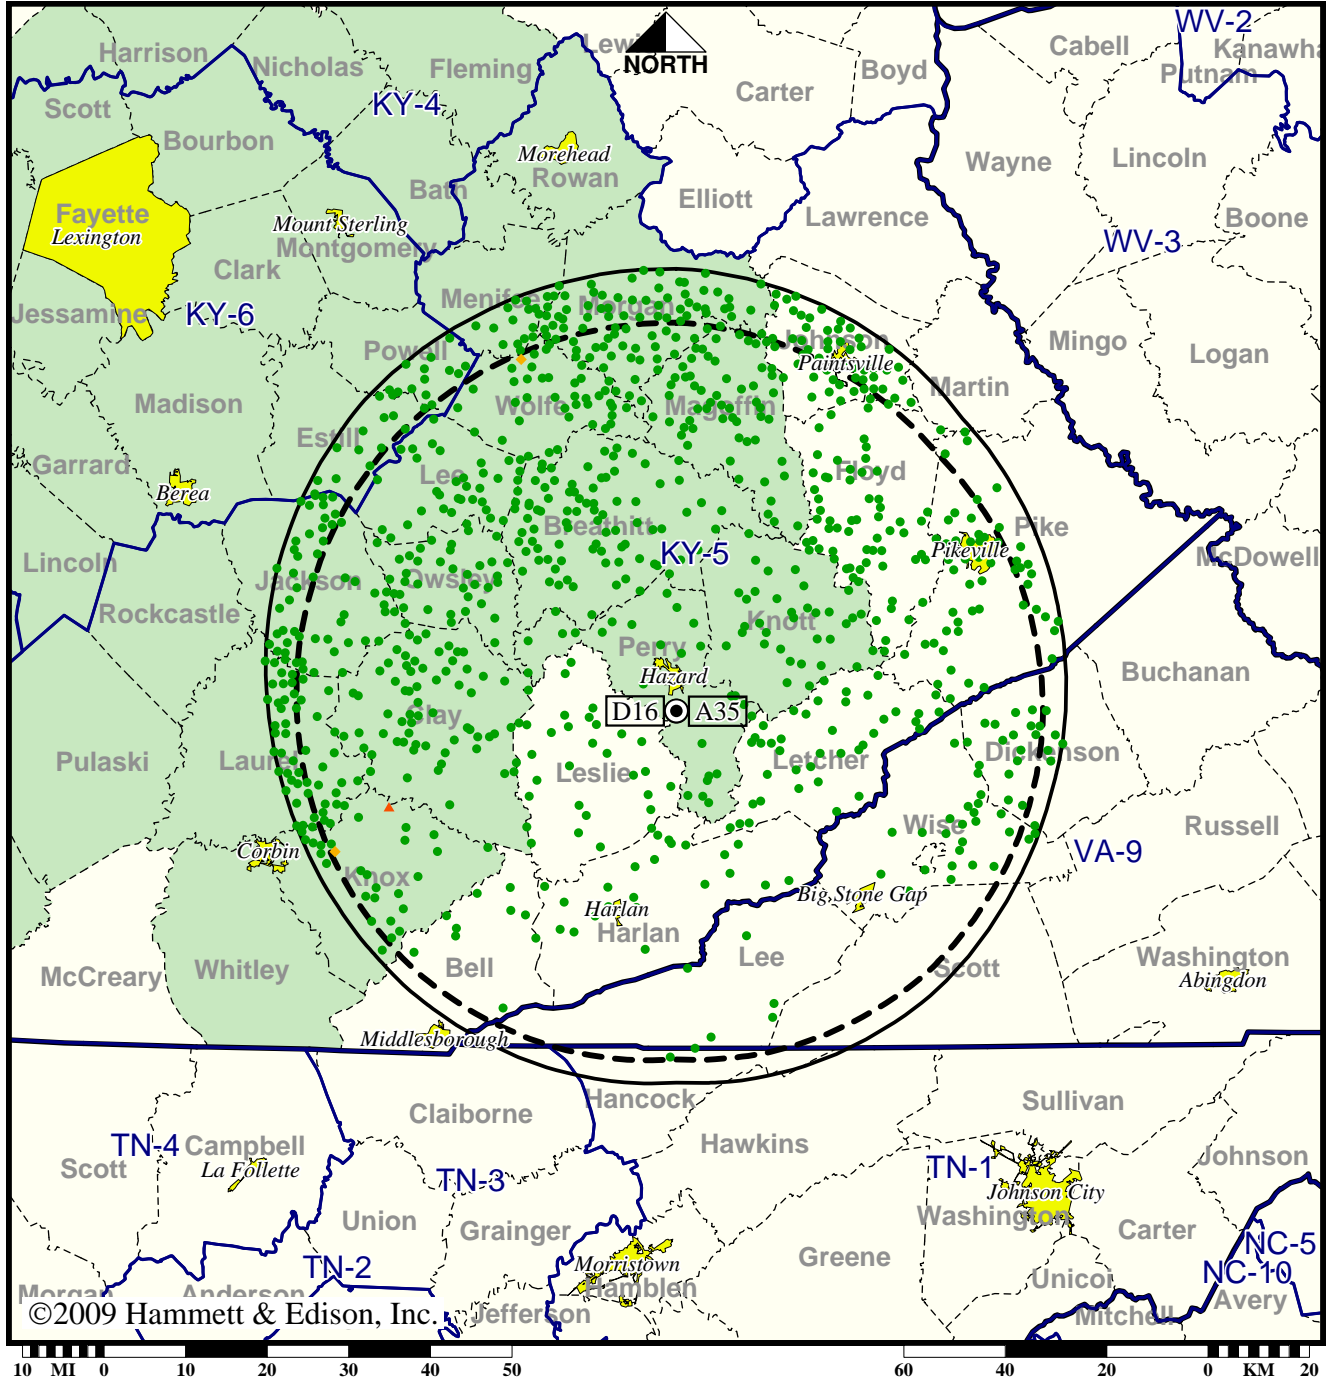 WV-2
Harrison
Nicholas
Fleming
Lewis
NORTH
Carter
Boyd
Cabell
Kanawha
Putnam
Scott
KY-4
Bourbon
Morehead
Rowan
Wayne
Lincoln
Bath
Elliott
Lawrence
Boone
Fayette
Lexington
Mount Sterling
Montgomery
WV-3
Clark
Menifee
Morgan
Jessamine
KY-6
Powell
Johnson
Paintsville
Mingo
Logan
Martin
Madison
Wolfe
Magoffin
Estill
Garrard
Lee
Floyd
Berea
Breathitt
KY-5
Pikeville
Pike
McDowell
Lincoln
Jackson
Owsley
Rockcastle
Knott
Perry
Hazard
Buchanan
D16
A35
Clay
Pulaski
Laurel
Leslie
Letcher
Dickenson
Wise
Russell
Corbin
VA-9
Knox
Big Stone Gap
Harlan
Harlan
McCreary
Whitley
Bell
Lee
Scott
Washington
Abingdon
Middlesborough
Hancock
Sullivan
Claiborne
TN-4
Campbell
Scott
La Follette
Hawkins
TN-3
TN-1
Johnson
Johnson City
Washington
Union
Grainger
Carter
Greene
NC-5
TN-2
Morristown
Hamblen
Unicoi
NC-10
Avery
Morgan
Anderson
Jefferson
Mitchell
©2009 Hammett & Edison, Inc.
10 MI 0 10 20 30 40 50
60 40 20 0 KM 20